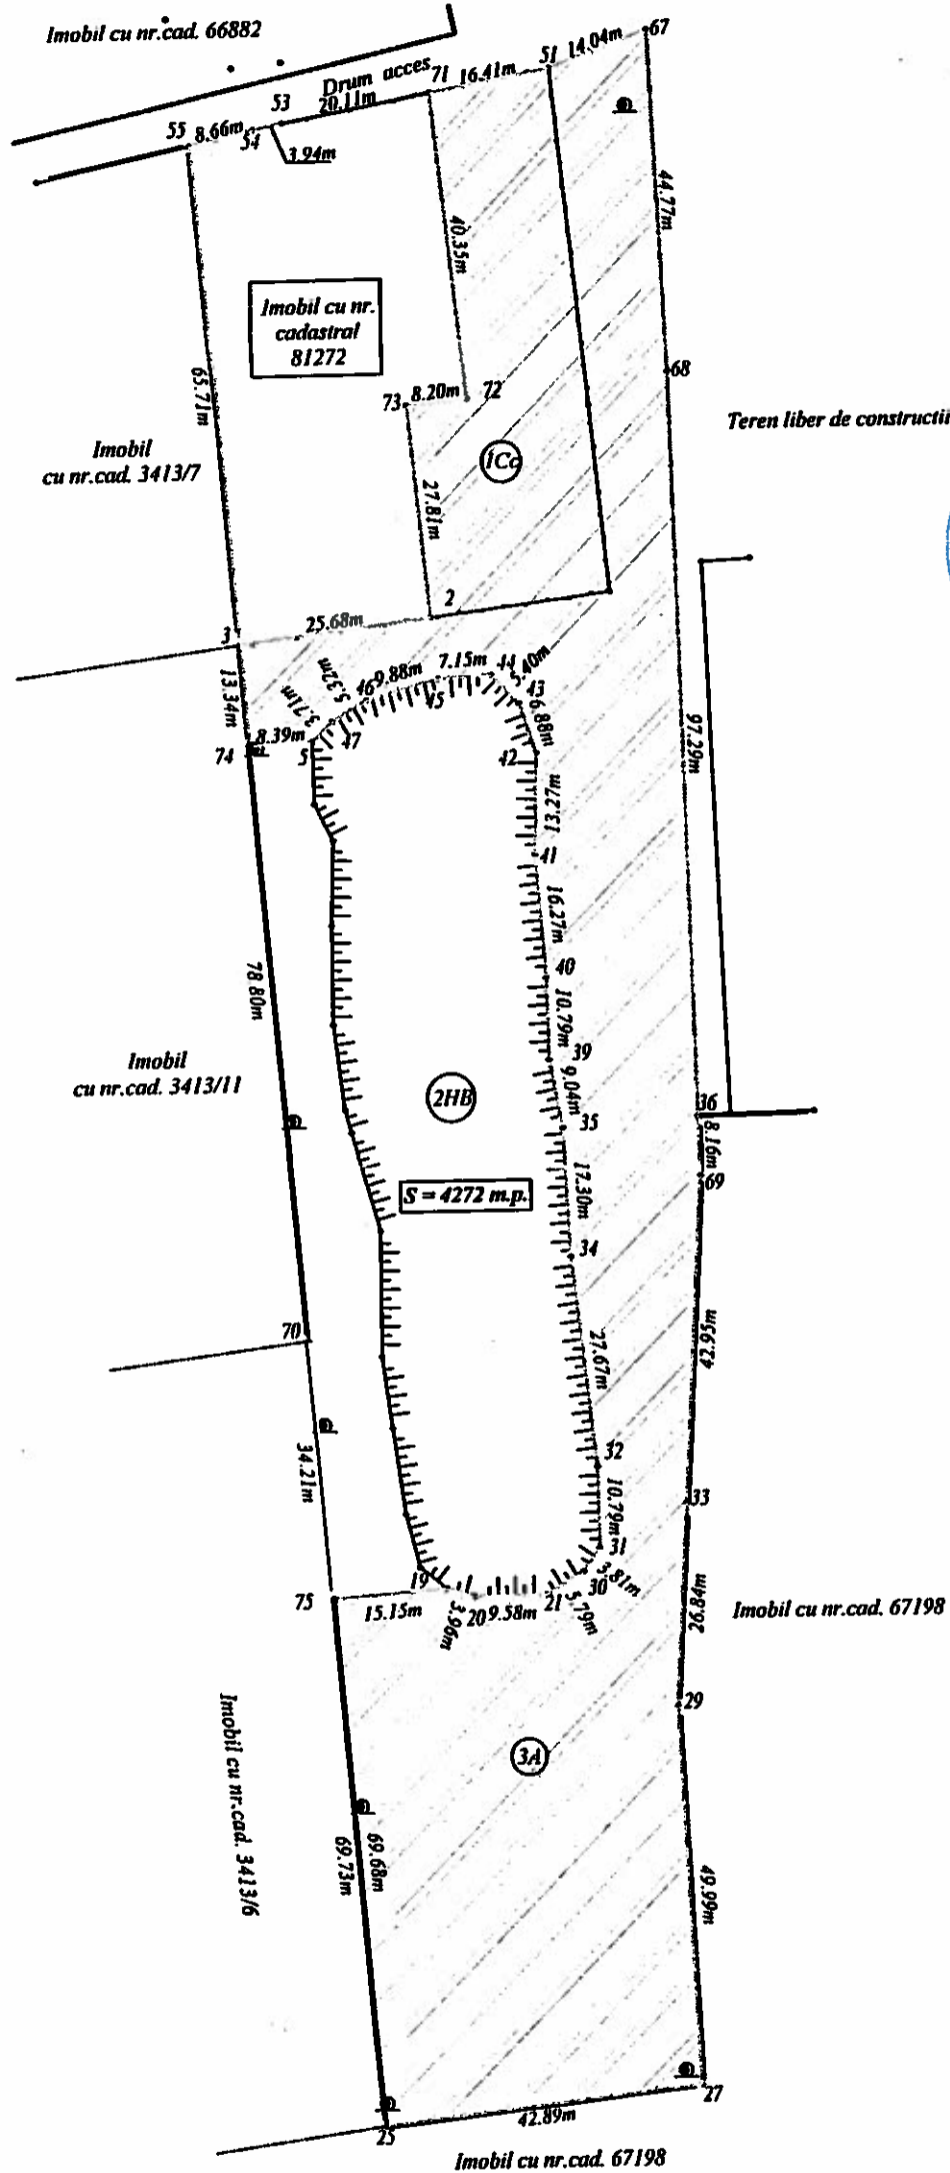 Imobil cu nr.cad. 66882
67
14.04m
51
16.41m
71
Drum acces
20.11m
53
54
8.66m
55
3.94m
44.77m
40.35m
Imobil cu nr.
cadastral
81272
65.71m
68
73
8.20m
72
Teren liber de constructii
Imobil
cu nr.cad. 3413/7
27.81m
2
25.68m
3
13.34m
74
8.39m
5
3.71m
47
5.32m
46
9.88m
45
7.15m
44
43
6.88m
42
97.29m
13.27m
41
16.27m
40
78.80m
10.79m
39
Imobil
cu nr.cad. 3413/11
9.04m
2HB
36
35
8.19m
69
S = 4272 m.p.
17.30m
34
70
42.95m
27.67m
32
34.21m
33
10.79m
31
3.81m
30
5.79m
21
9.58m
20
3.96m
19
15.15m
75
26.84m
Imobil cu nr.cad. 67198
29
Imobil cu nr.cad. 3413/6
3A
69.73m
69.68m
49.99m
27
42.89m
25
Imobil cu nr.cad. 67198